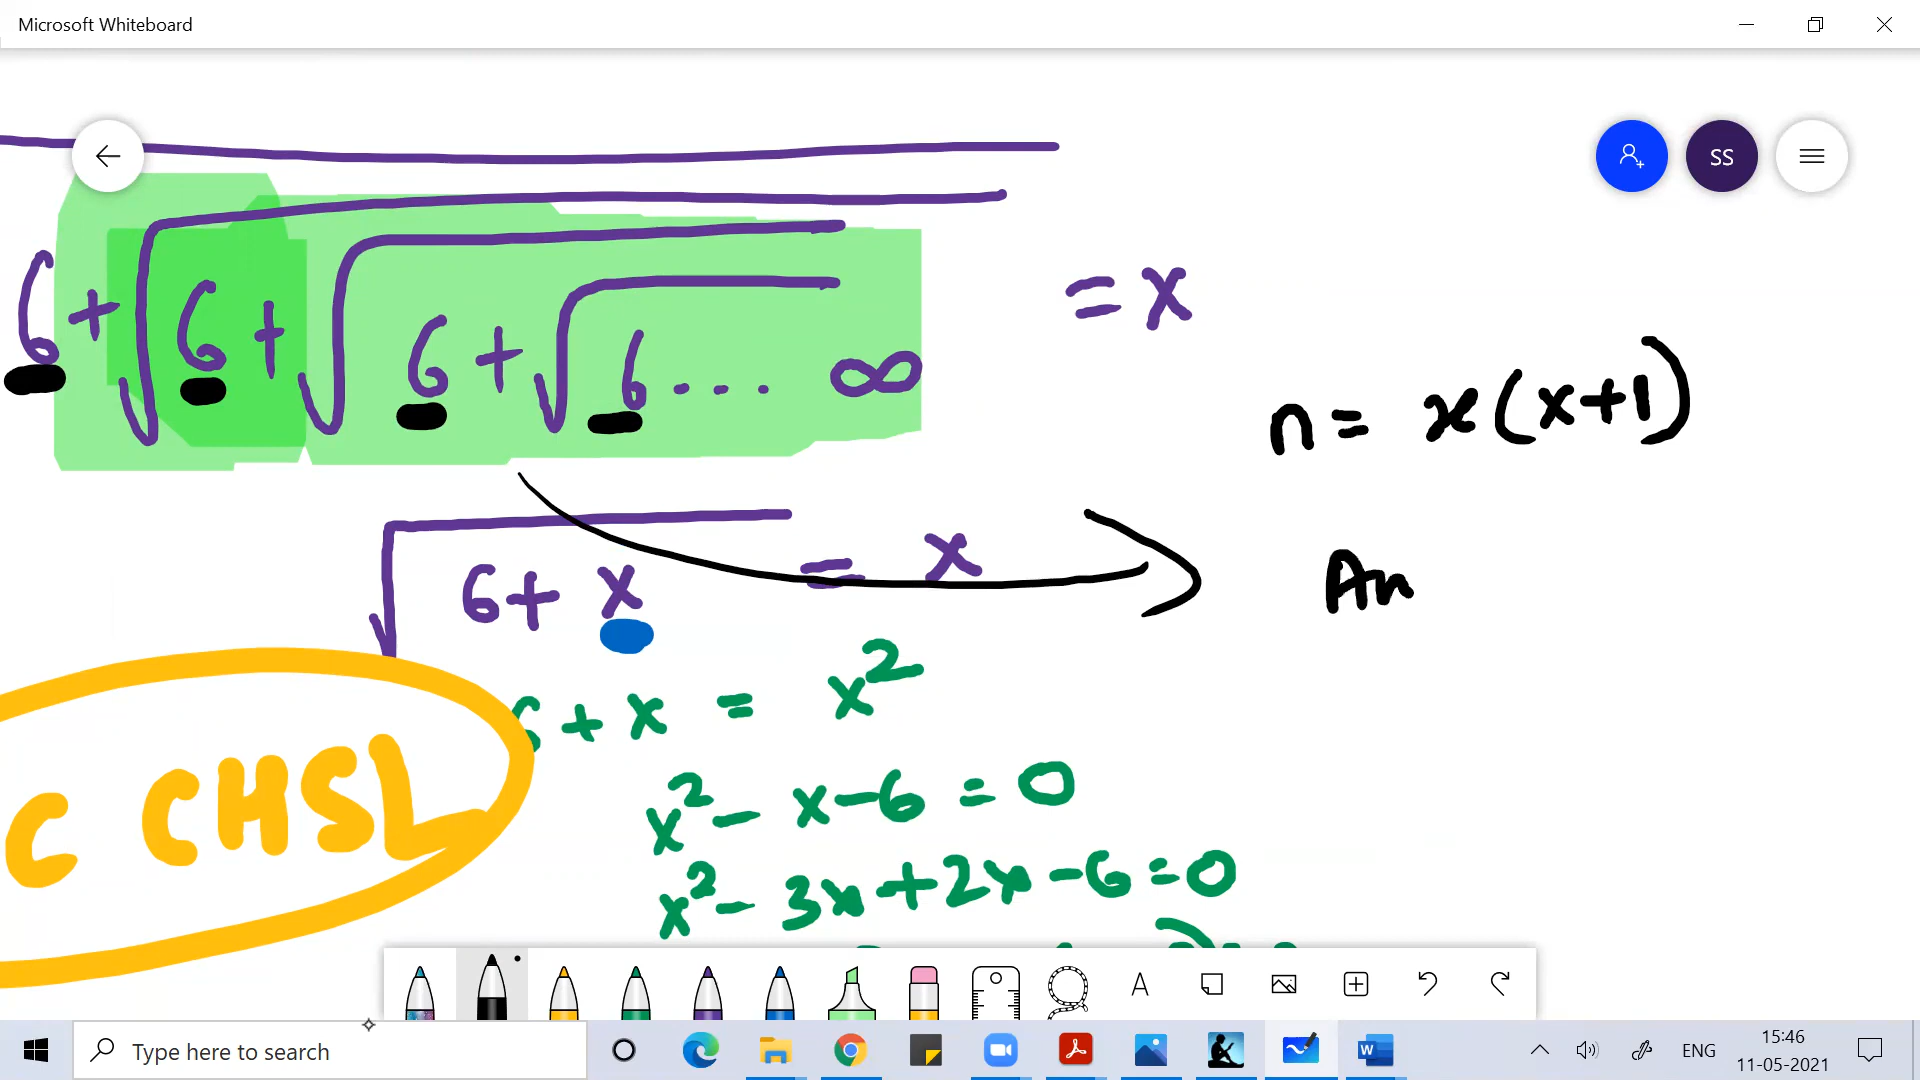 Microsoft Whiteboard
SS
6+√6+√6+√6... ∞ = x
n = x(x+1)
√6+x = x
An
6 + x = x²
x² - x - 6 = 0
C CHSL
x² - 3x + 2x - 6 = 0
A
Type here to search
ENG
15:46
11-05-2021